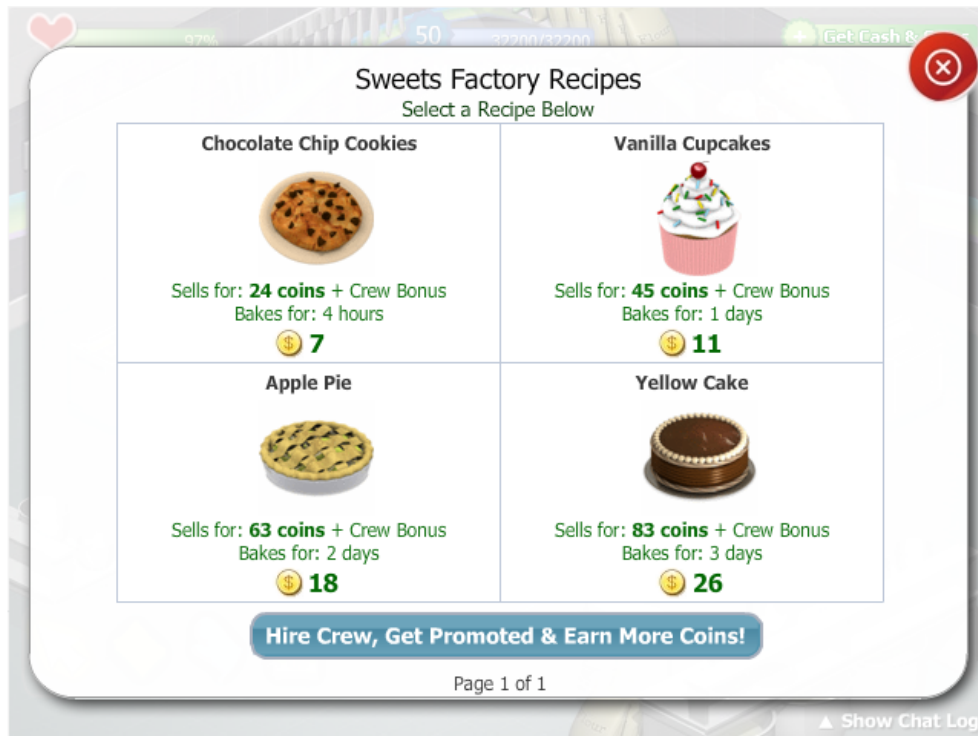 97%
50
32200/32200
Get Cash &
Sweets Factory Recipes
Select a Recipe Below
Chocolate Chip Cookies
Sells for: 24 coins + Crew Bonus
Bakes for: 4 hours
$ 7
Vanilla Cupcakes
Sells for: 45 coins + Crew Bonus
Bakes for: 1 days
$ 11
Apple Pie
Sells for: 63 coins + Crew Bonus
Bakes for: 2 days
$ 18
Yellow Cake
Sells for: 83 coins + Crew Bonus
Bakes for: 3 days
$ 26
Hire Crew, Get Promoted & Earn More Coins!
Page 1 of 1
▲ Show Chat Log